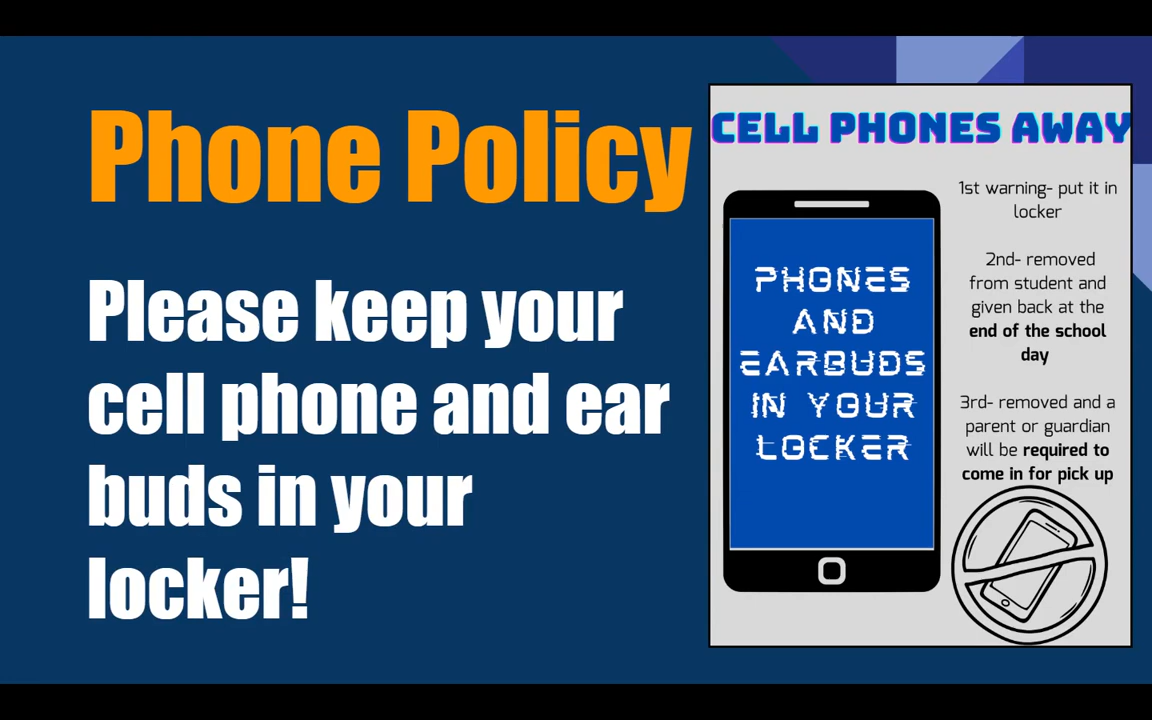 Phone Policy
Please keep your
cell phone and ear
buds in your
locker!
CELL PHONES AWAY
PHONES
AND
EARBUDS
IN YOUR
LOCKER
1st warning- put it in
locker
2nd- removed
from student and
given back at the
end of the school
day
3rd- removed and a
parent or guardian
will be required to
come in for pick up